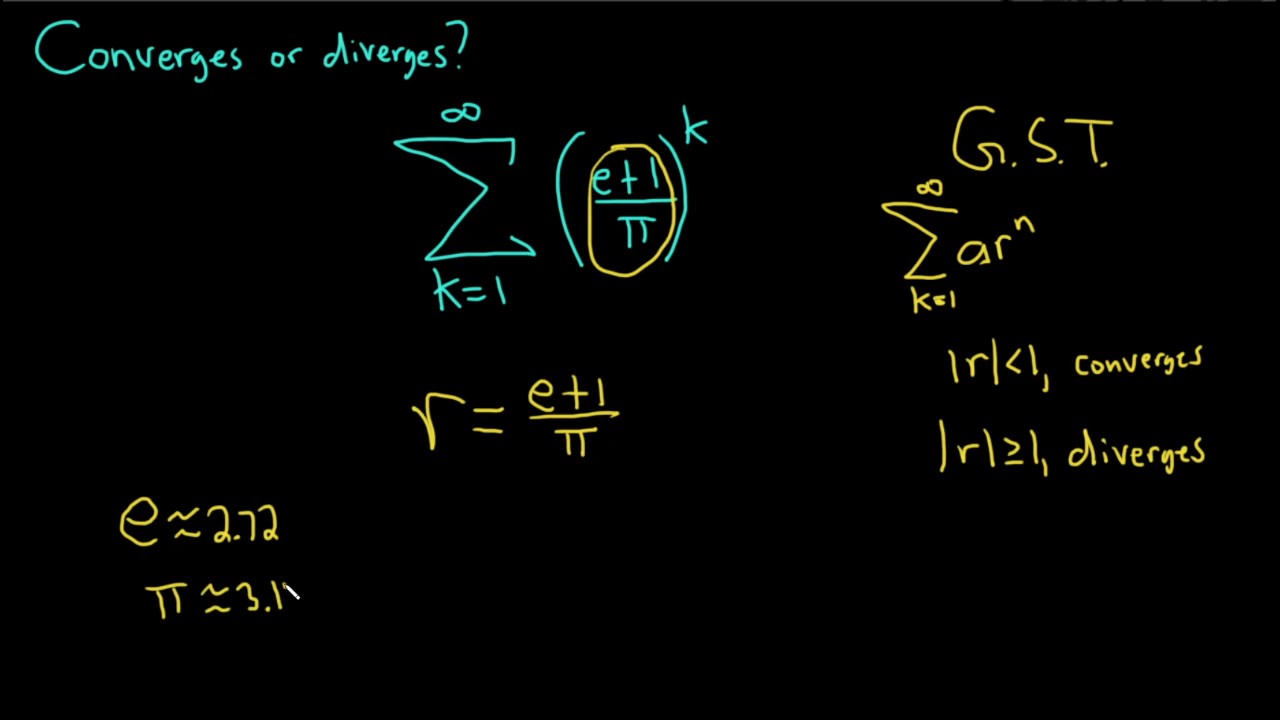 Converges or diverges?
∞
∑ ((e+1)/π)^k
k=1
G.S.T.
∞
∑ ar^n
k=1
|r|<1, converges
|r|≥1, diverges
r = (e+1)/π
e≈2.72
π≈3.1